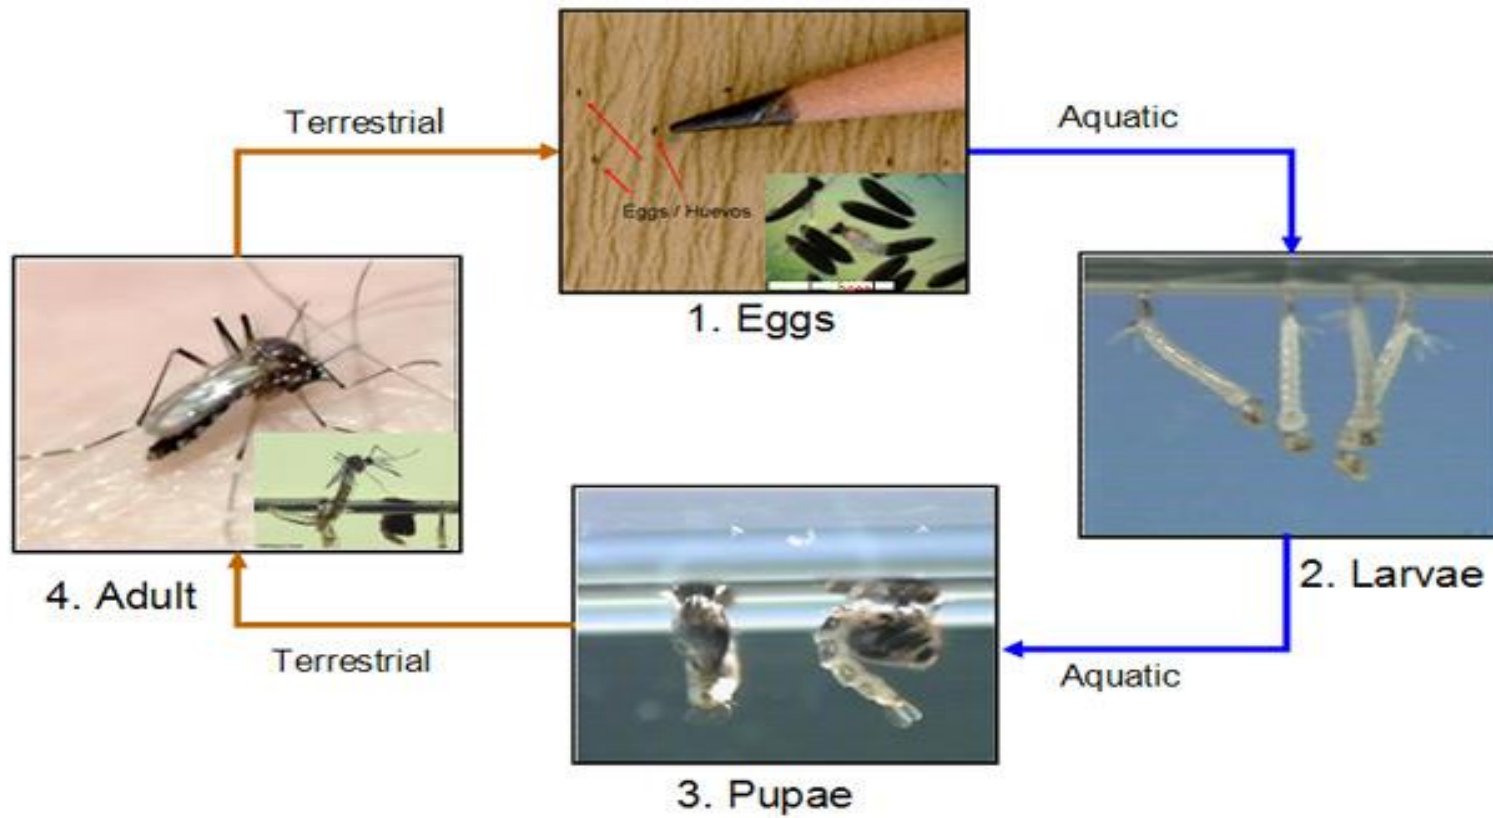 Terrestrial
Aquatic
Eggs / Huevos
1. Eggs
2. Larvae
4. Adult
Terrestrial
Aquatic
3. Pupae